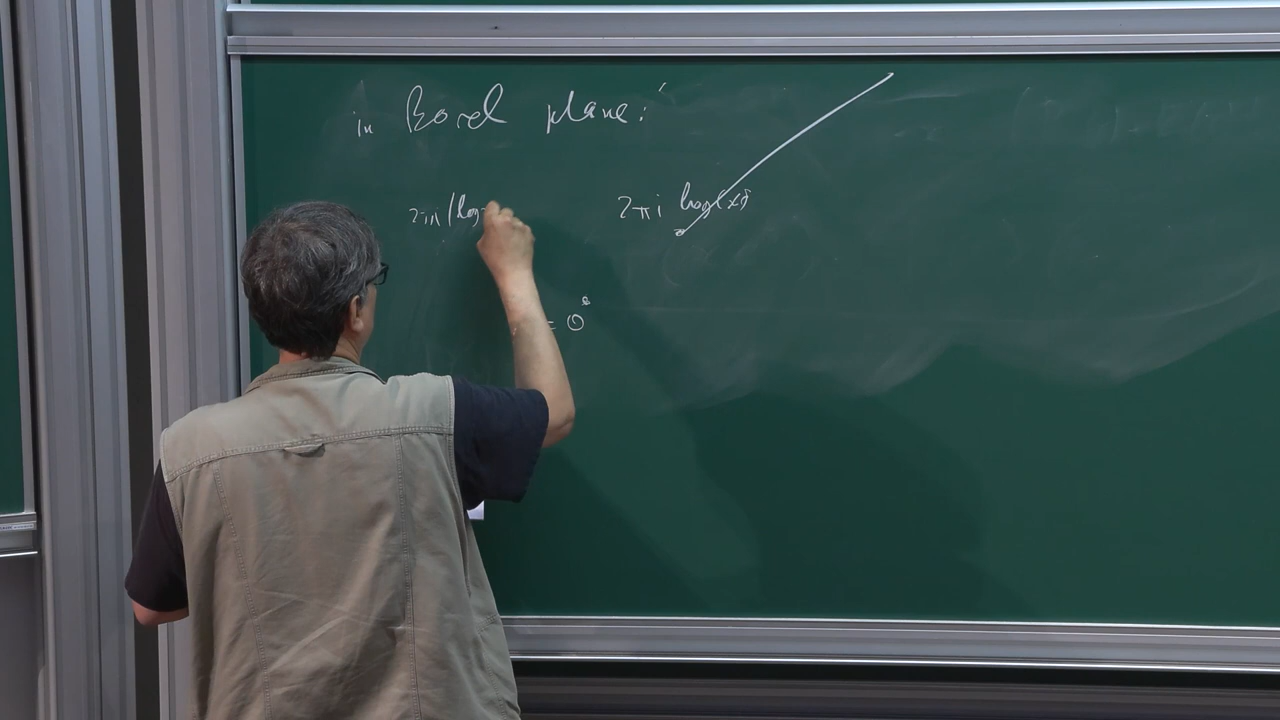 in Borel plane:
2πi (log 2πi log(x)
= 0